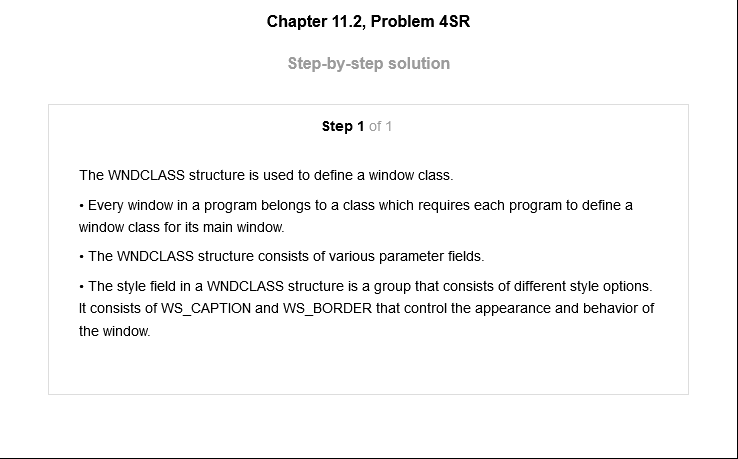 Chapter 11.2, Problem 4SR
Step-by-step solution
Step 1 of 1
The WNDCLASS structure is used to define a window class.
• Every window in a program belongs to a class which requires each program to define a
window class for its main window.
• The WNDCLASS structure consists of various parameter fields.
• The style field in a WNDCLASS structure is a group that consists of different style options.
It consists of WS_CAPTION and WS_BORDER that control the appearance and behavior of
the window.